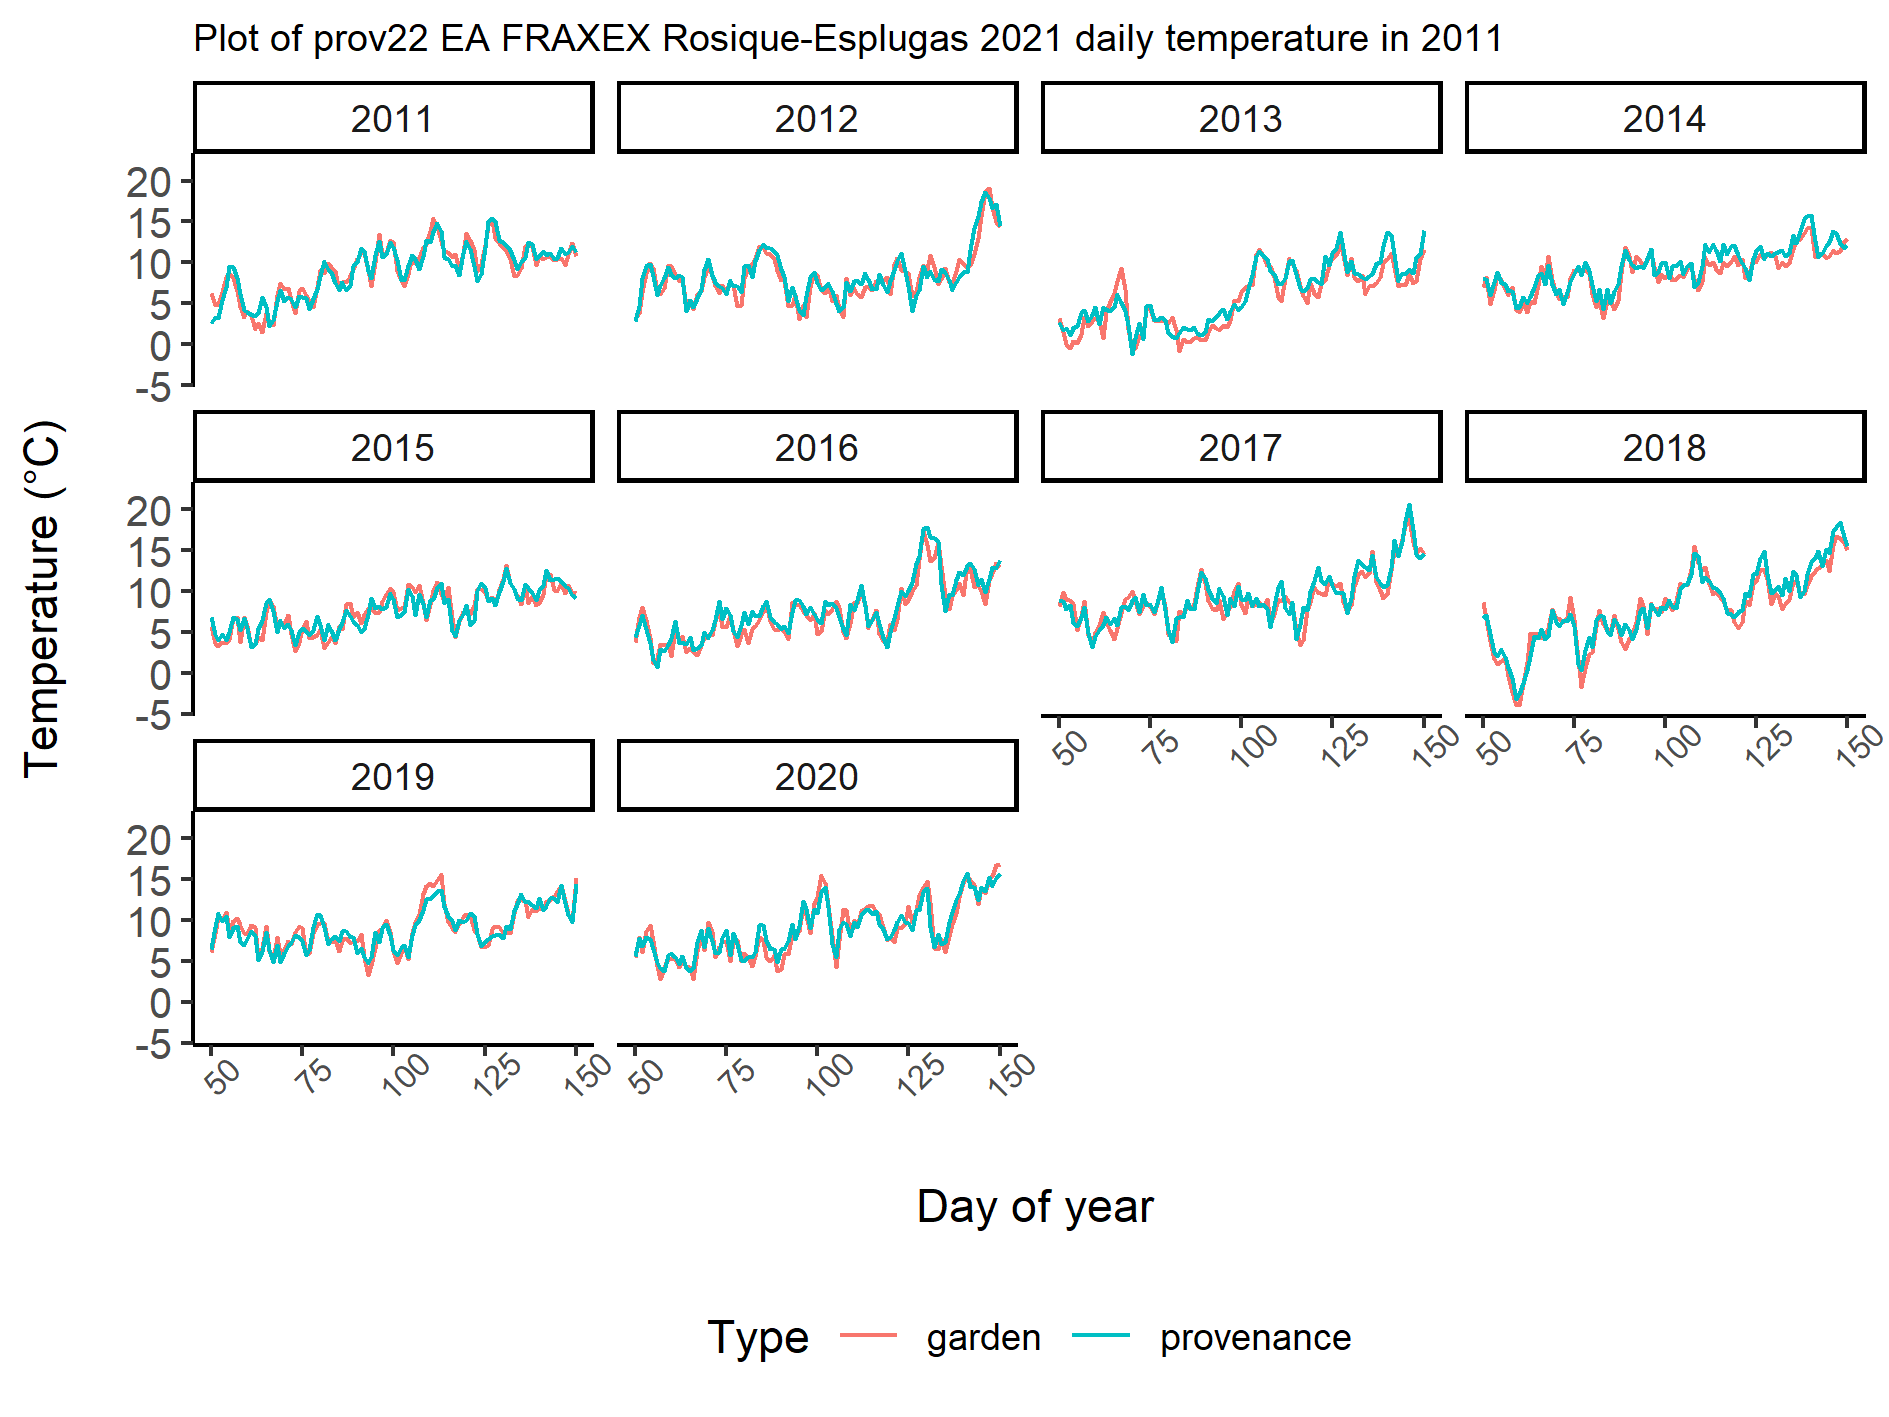 Plot of prov22 EA FRAXEX Rosique-Esplugas 2021 daily temperature in 2011
2011 2012 2013 2014
20
15
10
5
0
-5
2015 2016 2017 2018
20
15
10
5
0
-5
50 75 100 125 150 50 75 100 125 150
2019 2020
20
15
10
5
0
-5
50 75 100 125 150 50 75 100 125 150
Temperature (°C)
Day of year
Type garden provenance